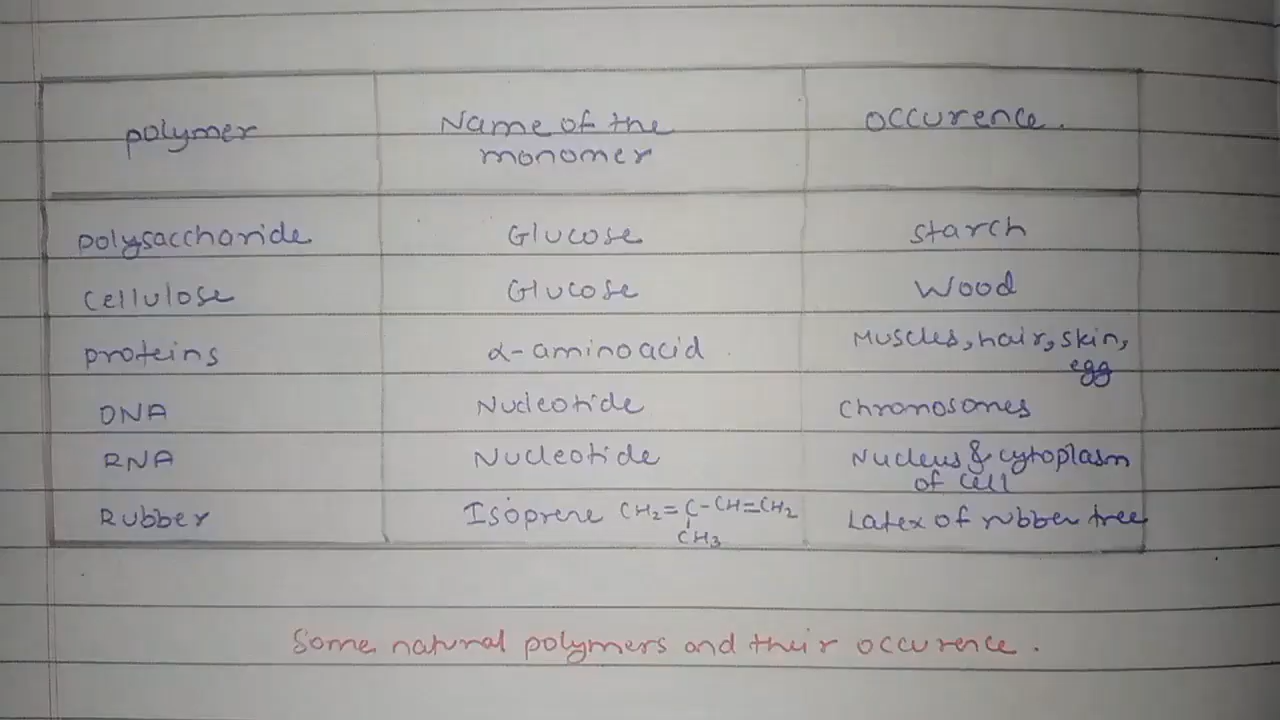 polymer Name of the monomer occurence.
polysaccharide Glucose starch
cellulose Glucose Wood
proteins α-aminoacid Muscles, hair, skin, egg
DNA Nucleotide chromosomes
RNA Nucleotide Nucleus & cytoplasm of cell
Rubber Isoprene CH₂=C-CH=CH₂ Latex of rubber tree
CH₃
Some natural polymers and their occurence.